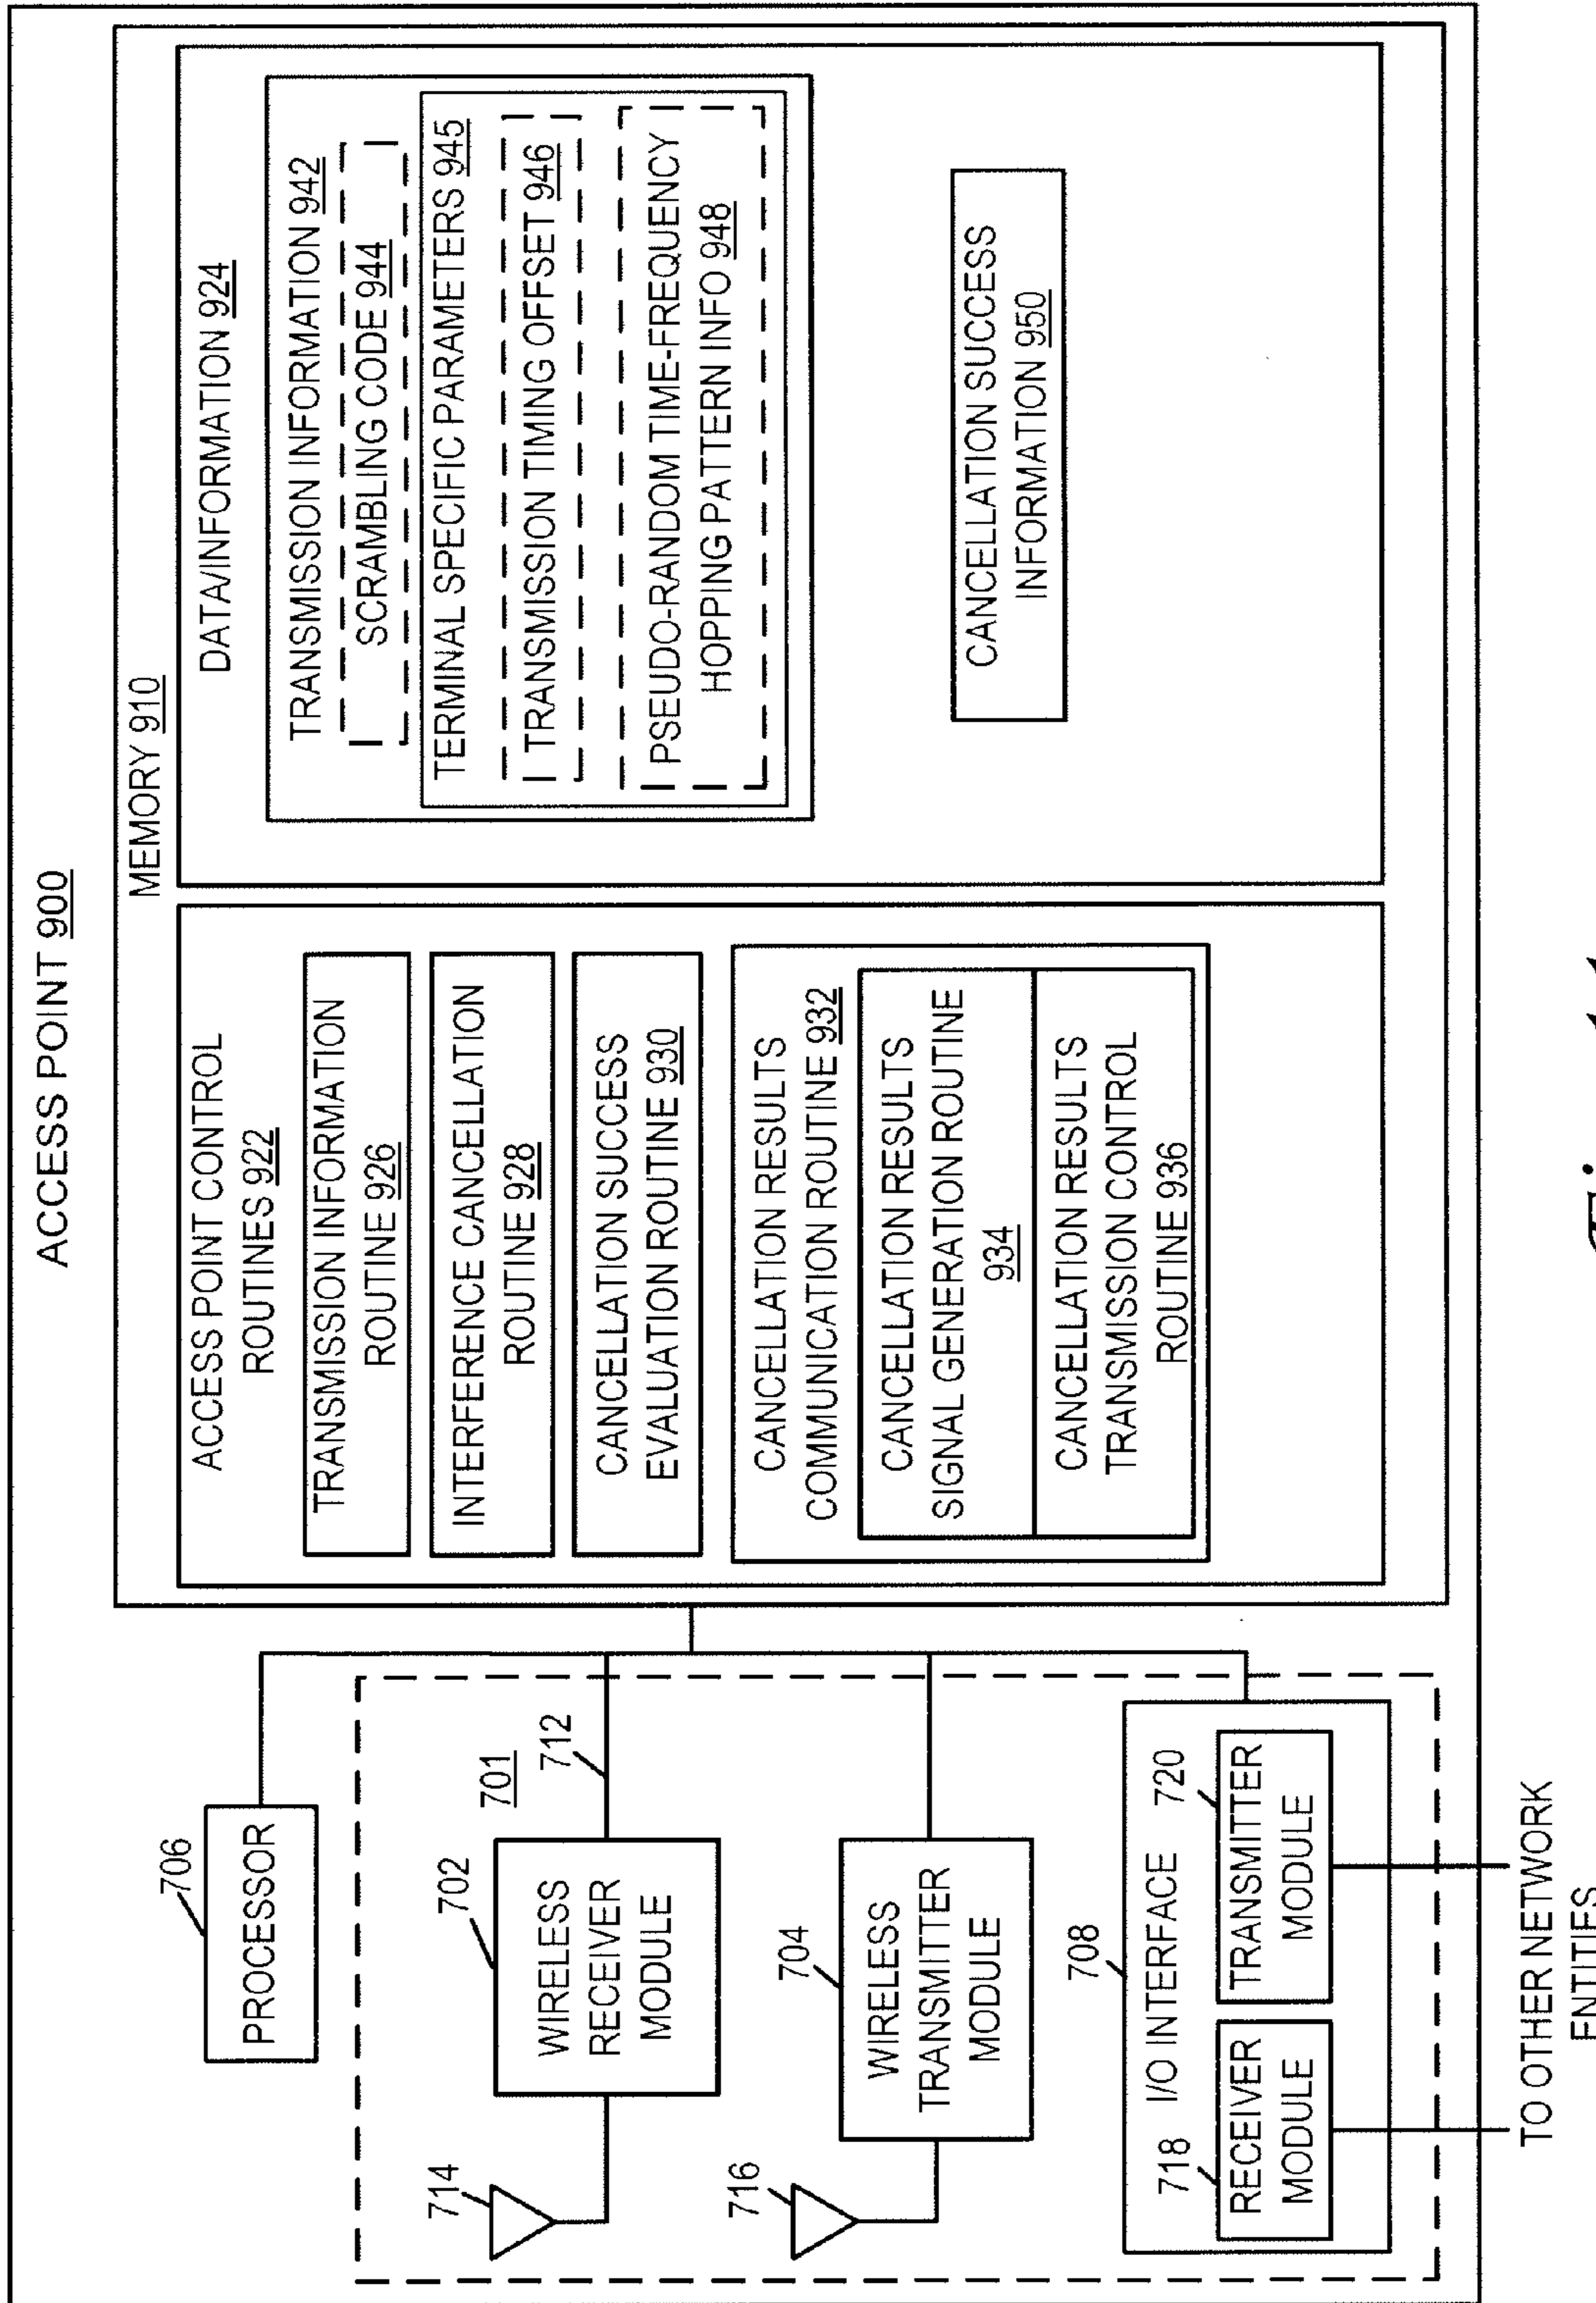 ACCESS POINT 900
706
PROCESSOR
701
712
702
WIRELESS
RECEIVER
MODULE
714
704
WIRELESS
TRANSMITTER
MODULE
716
708
I/O INTERFACE
718
RECEIVER
MODULE
720
TRANSMITTER
MODULE
TO OTHER NETWORK
ENTITIES
MEMORY 910
ACCESS POINT CONTROL
ROUTINES 922
TRANSMISSION INFORMATION
ROUTINE 926
INTERFERENCE CANCELLATION
ROUTINE 928
CANCELLATION SUCCESS
EVALUATION ROUTINE 930
CANCELLATION RESULTS
COMMUNICATION ROUTINE 932
CANCELLATION RESULTS
SIGNAL GENERATION ROUTINE
934
CANCELLATION RESULTS
TRANSMISSION CONTROL
ROUTINE 936
DATA/INFORMATION 924
TRANSMISSION INFORMATION 942
SCRAMBLING CODE 944
TERMINAL SPECIFIC PARAMETERS 945
TRANSMISSION TIMING OFFSET 946
PSEUDO-RANDOM TIME-FREQUENCY
HOPPING PATTERN INFO 948
CANCELLATION SUCCESS
INFORMATION 950